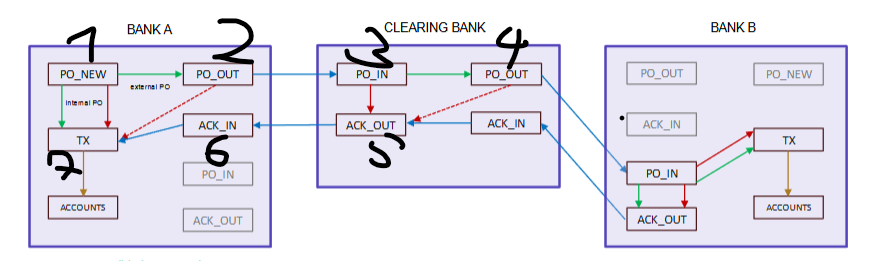 BANK A
CLEARING BANK
BANK B
1
2
3
4
PO_NEW
external PO
PO_OUT
PO_IN
PO_OUT
PO_OUT
PO_NEW
internal PO
TX
ACK_IN
ACK_OUT
ACK_IN
ACK_IN
TX
7
6
5
PO_IN
PO_IN
ACCOUNTS
ACK_OUT
ACK_OUT
ACCOUNTS